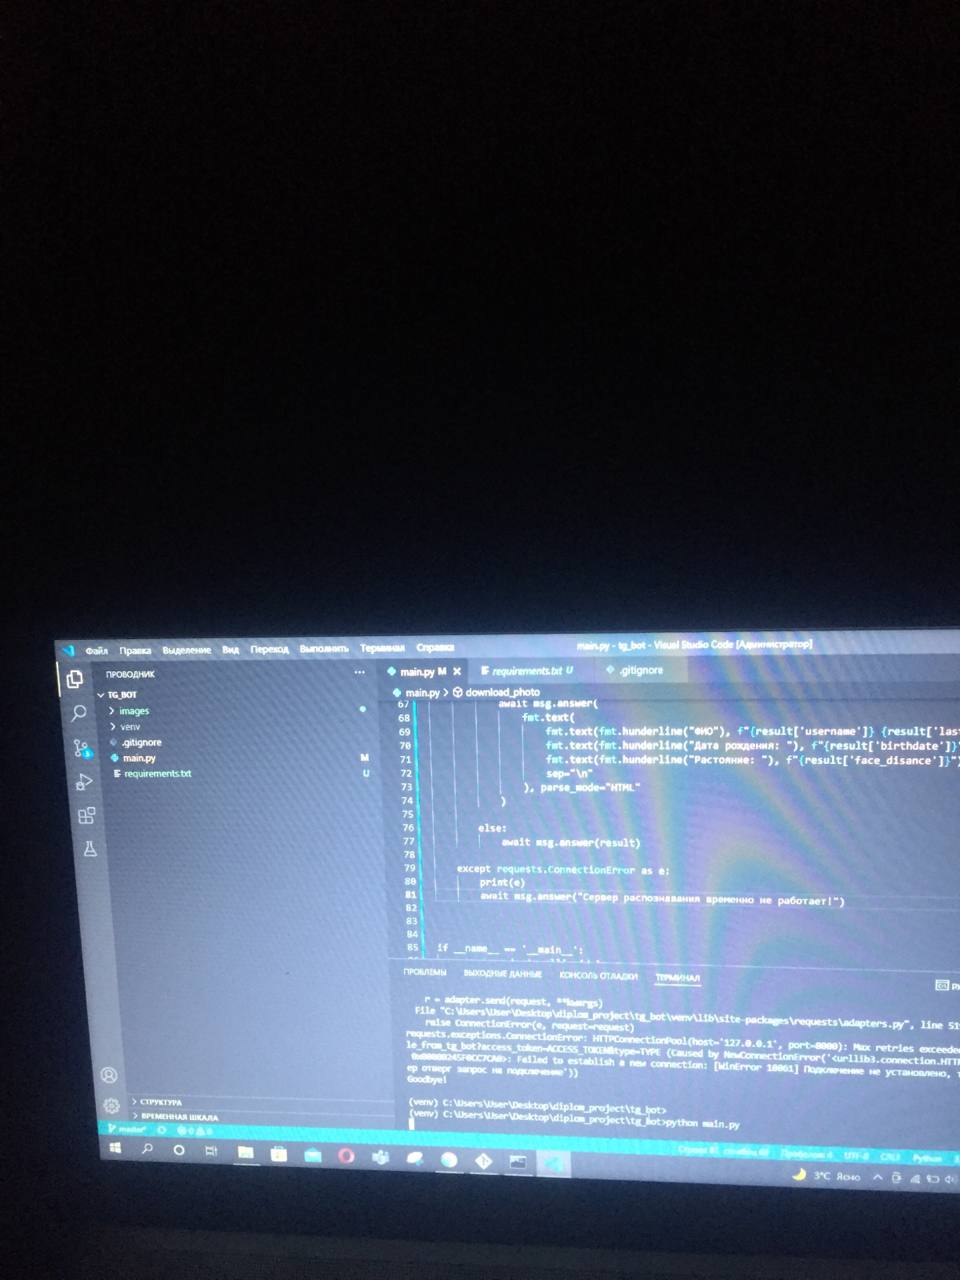 Файл Правка Выделение Вид Переход Выполнить Терминал Справка
main.py - tg_bot - Visual Studio Code [Администратор]
ПРОВОДНИК
TG_BOT
images
venv
.gitignore
main.py M
requirements.txt U
СТРУКТУРА
ВРЕМЕННАЯ ШКАЛА
main.py M
requirements.txt U
.gitignore
main.py > download_photo
67 await msg.answer(
68 fmt.text(
69 fmt.text(fmt.hunderline("ФИО"), f"{result['username']} {result['las
70 fmt.text(fmt.hunderline("Дата рождения: "), f"{result['birthdate']}"
71 fmt.text(fmt.hunderline("Растояние: "), f"{result['face_disance']}")
72 sep="\n"
73 ), parse_mode="HTML"
74 )
75
76 else:
77 await msg.answer(result)
78
79 except requests.ConnectionError as e:
80 print(e)
81 await msg.answer("Сервер распознавания временно не работает!")
82
83
84
85 if __name__ == '__main__':
ПРОБЛЕМЫ ВЫХОДНЫЕ ДАННЫЕ КОНСОЛЬ ОТЛАДКИ ТЕРМИНАЛ
r = adapter.send(request, **kwargs)
File "C:\Users\User\Desktop\diplom_project\tg_bot\venv\lib\site-packages\requests\adapters.py", line 51
raise ConnectionError(e, request=request)
requests.exceptions.ConnectionError: HTTPConnectionPool(host='127.0.0.1', port=8000): Max retries exceede
le_from_tg_bot?access_token=ACCESS_TOKEN&type=TYPE (Caused by NewConnectionError('<urllib3.connection.HTT
Failed to establish a new connection: [WinError 10061] Подключение не установлено, т
ер отверг запрос на подключение'))
Goodbye!
(venv) C:\Users\User\Desktop\diplom_project\tg_bot>
(venv) C:\Users\User\Desktop\diplom_project\tg_bot>python main.py
master*
UTF-8 CRLF Python
3°C Ясно